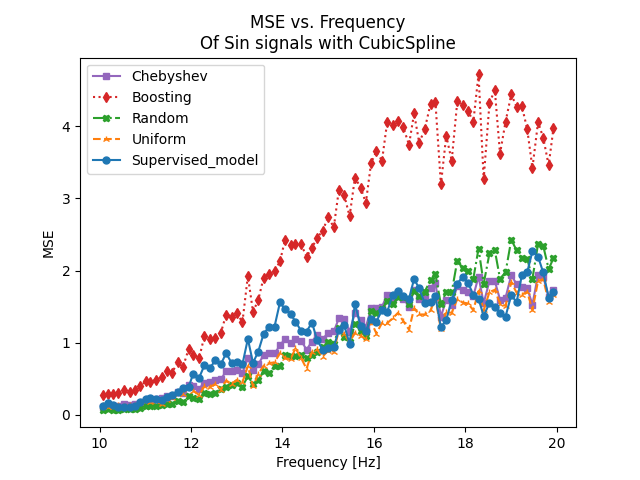 MSE vs. Frequency
Of Sin signals with CubicSpline
Chebyshev
Boosting
Random
Uniform
Supervised_model
MSE
4
3
2
1
0
10
12
14
16
18
20
Frequency [Hz]